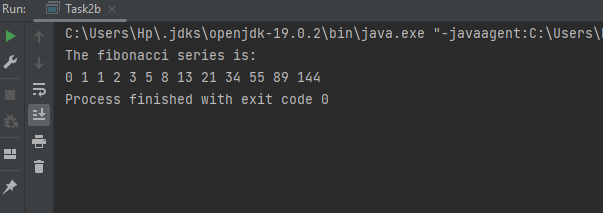 Run: Task2b
C:\Users\Hp\.jdks\openjdk-19.0.2\bin\java.exe "-javaagent:C:\Users\
The fibonacci series is:
0 1 1 2 3 5 8 13 21 34 55 89 144
Process finished with exit code 0